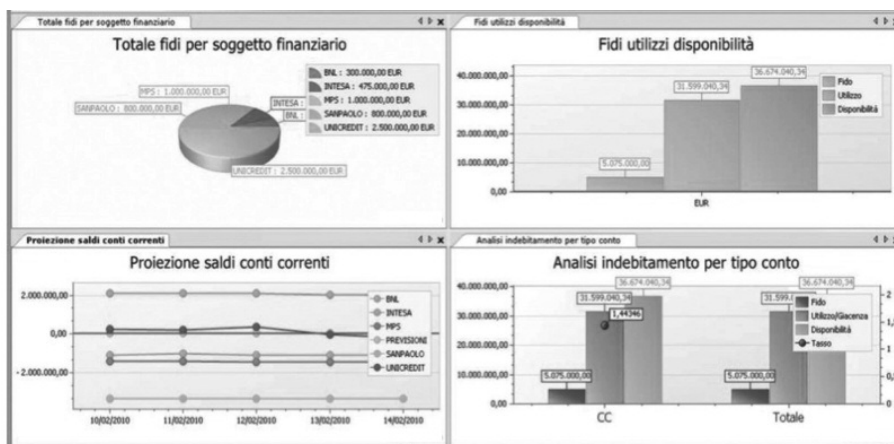 Totale fidi per soggetto finanziario
Totale fidi per soggetto finanziario
MPS : 1.000.000,00 EUR
SANPAOLO : 800.000,00 EUR
INTESA :
BNL :
UNICREDIT : 2.500.000,00 EUR
BNL : 300.000,00 EUR
INTESA : 475.000,00 EUR
MPS : 1.000.000,00 EUR
SANPAOLO : 800.000,00 EUR
UNICREDIT : 2.500.000,00 EUR
Fidi utilizzi disponibilità
Fidi utilizzi disponibilità
40.000.000,00
30.000.000,00
20.000.000,00
10.000.000,00
0,00
5.075.000,00
31.599.040,34
36.674.040,34
EUR
Fido
Utilizzo
Disponibilità
Proiezione saldi conti correnti
Proiezione saldi conti correnti
2.000.000,00
0,00
-2.000.000,00
10/02/2010
11/02/2010
12/02/2010
13/02/2010
14/02/2010
BNL
INTESA
MPS
PREVISIONI
SANPAOLO
UNICREDIT
Analisi indebitamento per tipo conto
Analisi indebitamento per tipo conto
40.000.000,00
30.000.000,00
20.000.000,00
10.000.000,00
0,00
5.075.000,00
31.599.040,34
36.674.040,34
1,44346
5.075.000,00
36.674.040,34
CC
Totale
Fido
Utilizzo/Giacenza
Disponibilità
Tasso
2
1
0